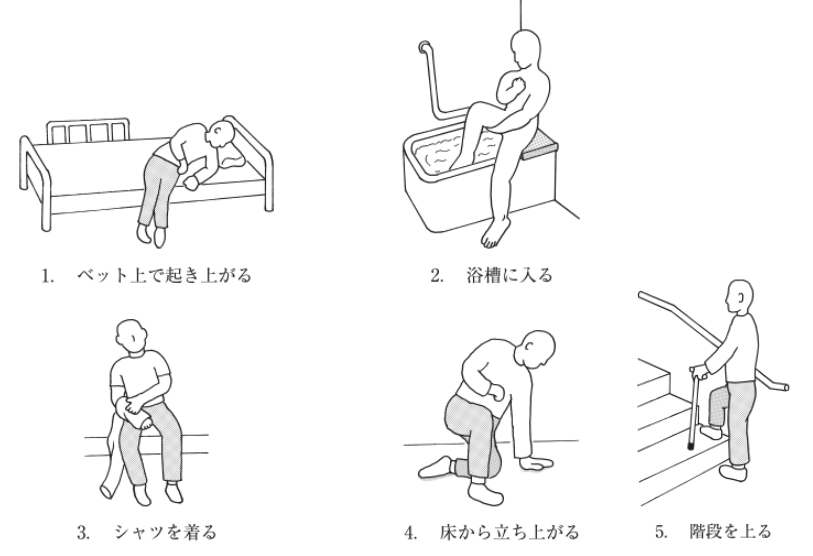 1. ベット上で起き上がる
2. 浴槽に入る
3. シャツを着る
4. 床から立ち上がる
5. 階段を上る